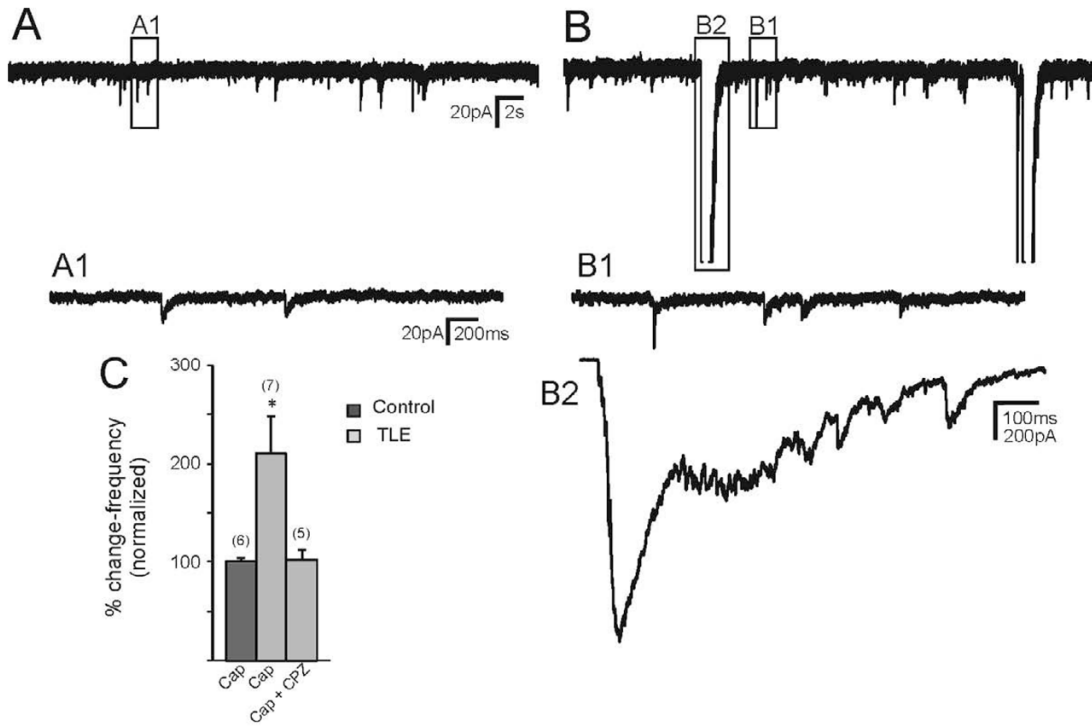 A
A1
20pA
2s
B
B2
B1
A1
20pA
200ms
B1
C
300
200
100
% change-frequency
(normalized)
(6)
(7)
*
(5)
Cap
Cap
Cap + CPZ
Control
TLE
B2
100ms
200pA